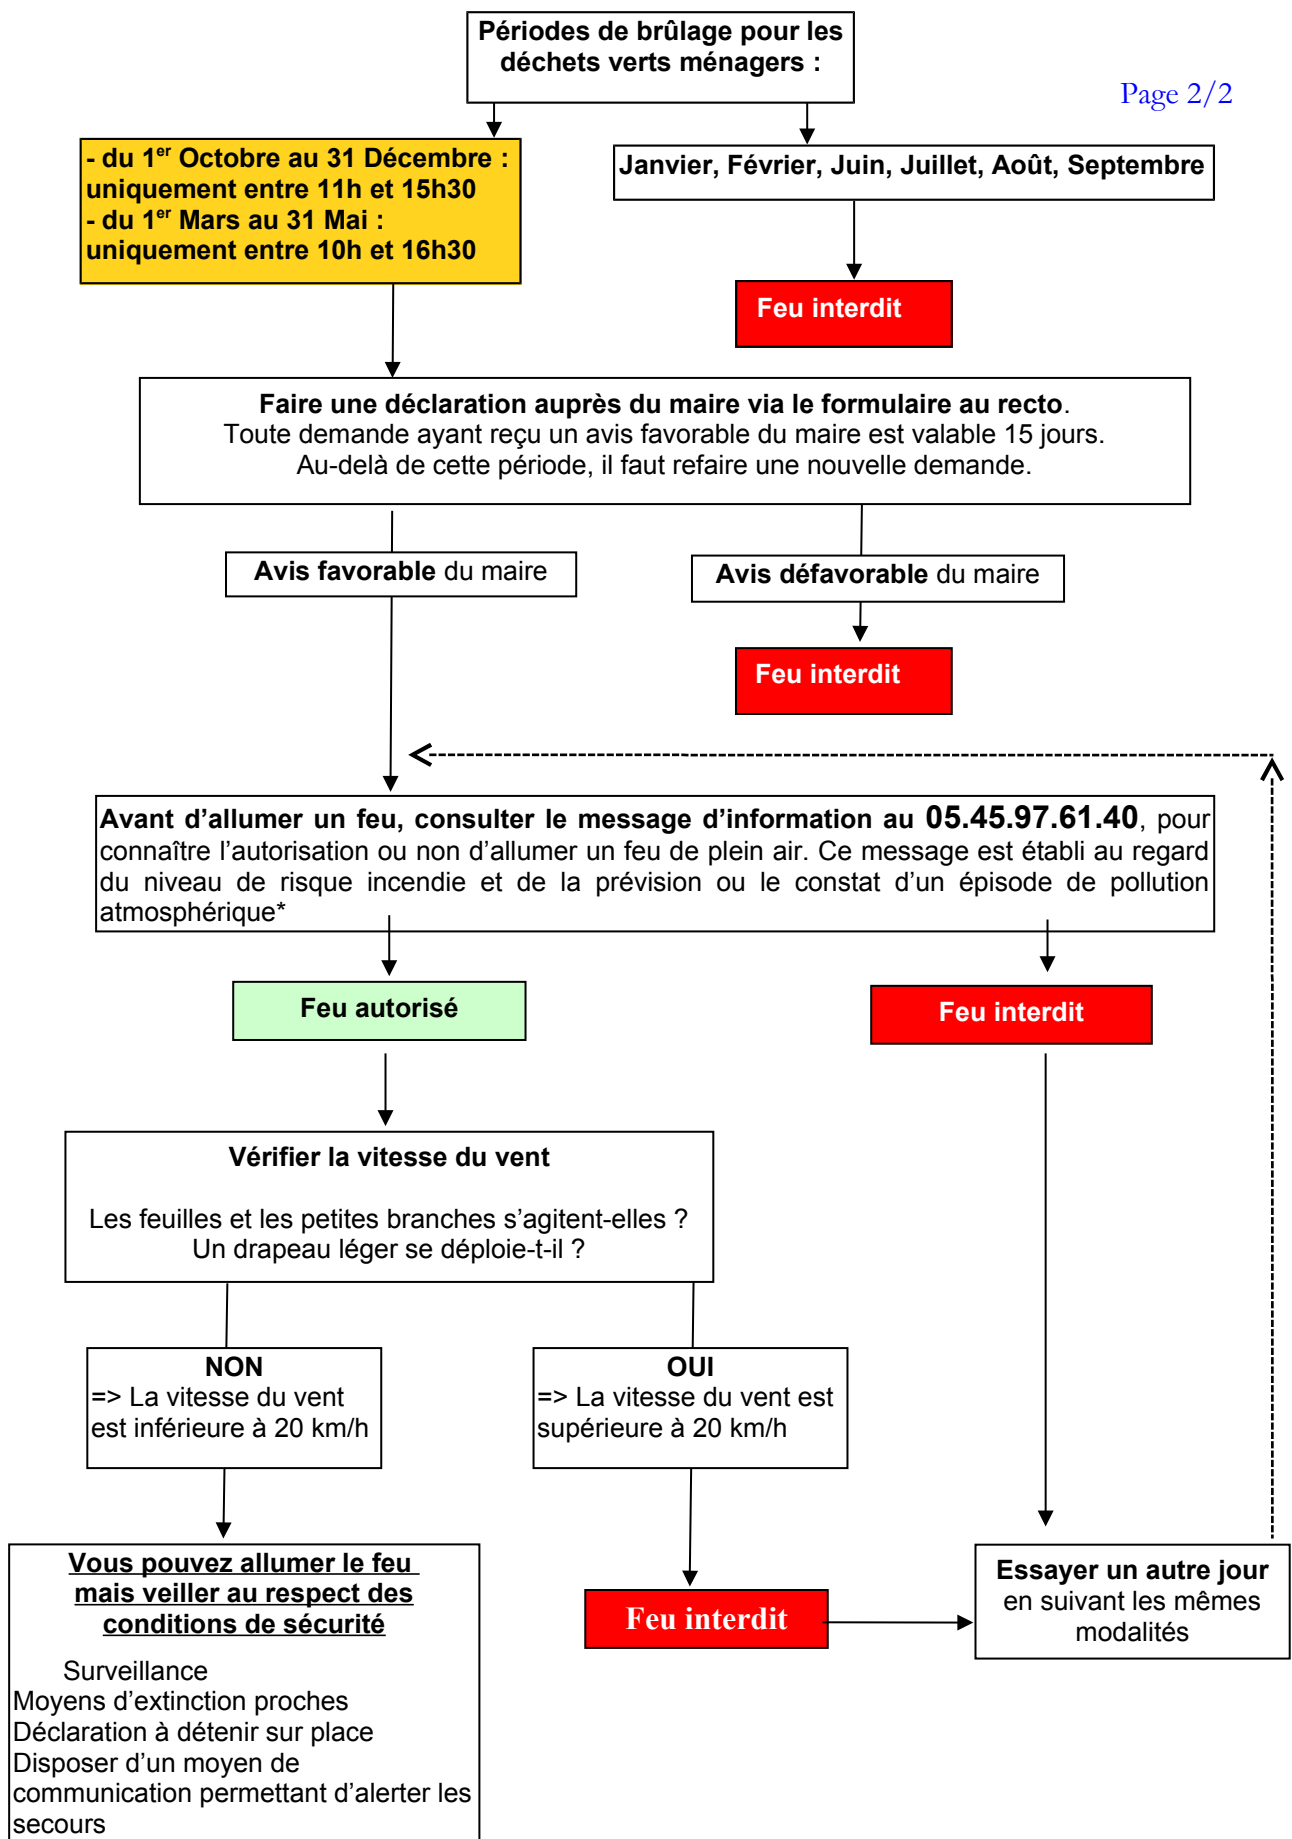 Périodes de brûlage pour les
déchets verts ménagers :
Page 2/2
- du 1er Octobre au 31 Décembre :
uniquement entre 11h et 15h30
- du 1er Mars au 31 Mai :
uniquement entre 10h et 16h30
Janvier, Février, Juin, Juillet, Août, Septembre
Feu interdit
Faire une déclaration auprès du maire via le formulaire au recto.
Toute demande ayant reçu un avis favorable du maire est valable 15 jours.
Au-delà de cette période, il faut refaire une nouvelle demande.
Avis favorable du maire
Avis défavorable du maire
Feu interdit
Avant d’allumer un feu, consulter le message d’information au 05.45.97.61.40, pour
connaître l’autorisation ou non d’allumer un feu de plein air. Ce message est établi au regard
du niveau de risque incendie et de la prévision ou le constat d’un épisode de pollution
atmosphérique*
Feu autorisé
Feu interdit
Vérifier la vitesse du vent
Les feuilles et les petites branches s’agitent-elles ?
Un drapeau léger se déploie-t-il ?
NON
=> La vitesse du vent
est inférieure à 20 km/h
OUI
=> La vitesse du vent est
supérieure à 20 km/h
Vous pouvez allumer le feu
mais veiller au respect des
conditions de sécurité
Surveillance
Moyens d’extinction proches
Déclaration à détenir sur place
Disposer d’un moyen de
communication permettant d’alerter les
secours
Feu interdit
Essayer un autre jour
en suivant les mêmes
modalités